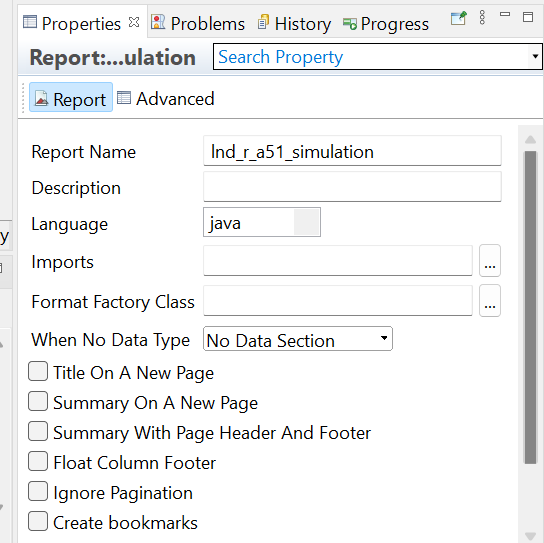 Properties Problems History Progress
Report:...ulation Search Property
Report Advanced
Report Name lnd_r_a51_simulation
Description
Language java
Imports ...
Format Factory Class ...
When No Data Type No Data Section
Title On A New Page
Summary On A New Page
y
Summary With Page Header And Footer
Float Column Footer
Ignore Pagination
Create bookmarks